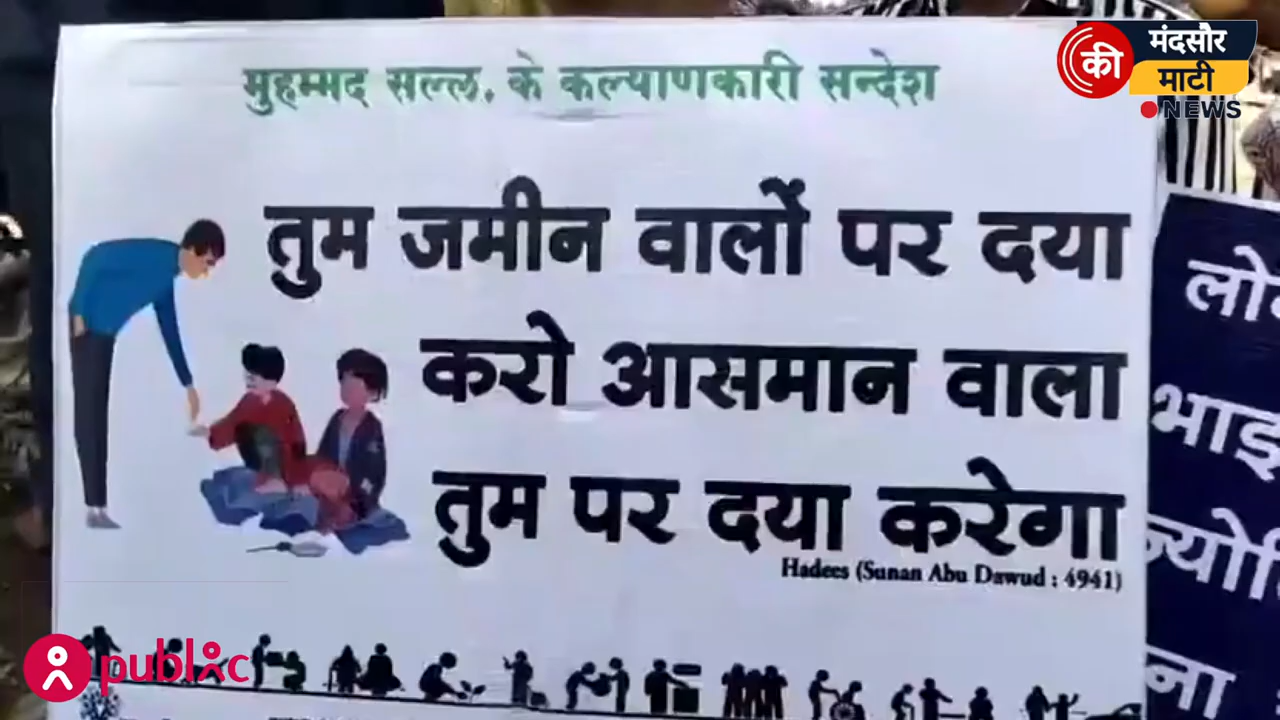 मुहम्मद सल्ल. के कल्याणकारी सन्देश
तुम जमीन वालों पर दया
करो आसमान वाला
तुम पर दया करेगा
Hadees (Sunan Abu Dawud : 4941)
की
मंदसौर
माटी
NEWS
public